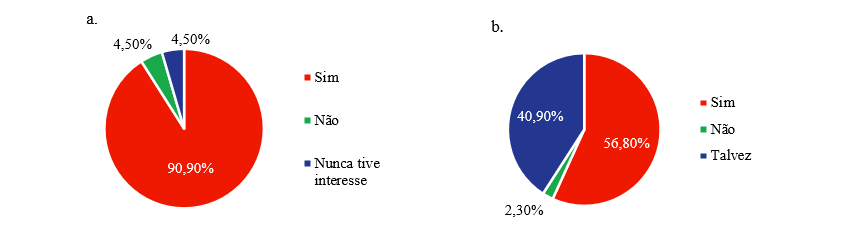 a.
4,50%
4,50%
90,90%
Sim
Não
Nunca tive
interesse
b.
40,90%
56,80%
2,30%
Sim
Não
Talvez